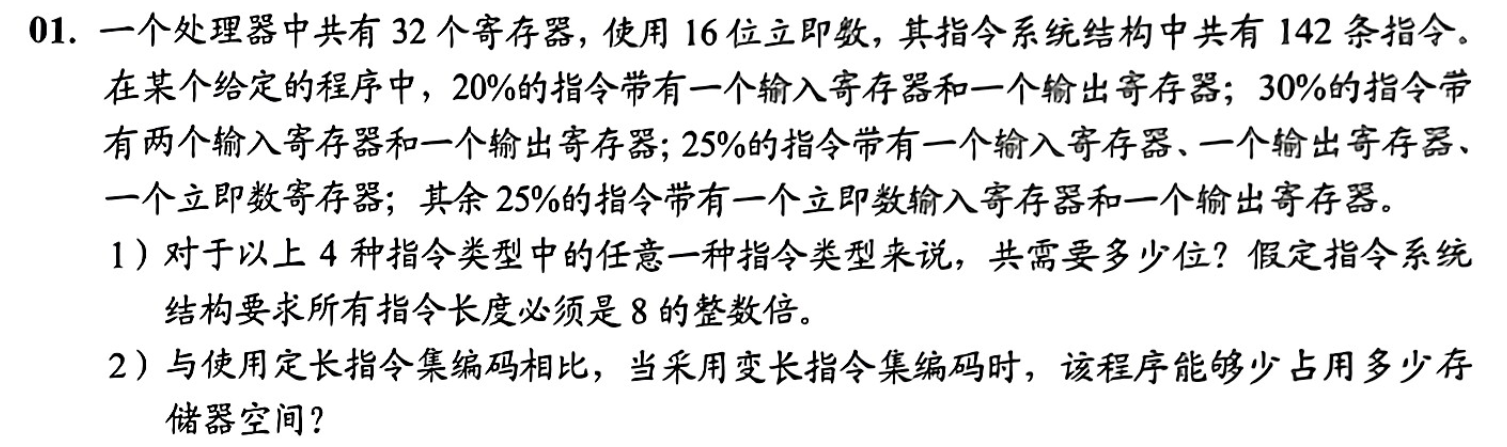 01. 一个处理器中共有 32 个寄存器，使用 16 位立即数，其指令系统结构中共有 142 条指令。
在某个给定的程序中，20%的指令带有一个输入寄存器和一个输出寄存器；30%的指令带
有两个输入寄存器和一个输出寄存器；25%的指令带有一个输入寄存器、一个输出寄存器、
一个立即数寄存器；其余 25%的指令带有一个立即数输入寄存器和一个输出寄存器。
1）对于以上 4 种指令类型中的任意一种指令类型来说，共需要多少位？假定指令系统
结构要求所有指令长度必须是 8 的整数倍。
2）与使用定长指令集编码相比，当采用变长指令集编码时，该程序能够少占用多少存
储器空间？